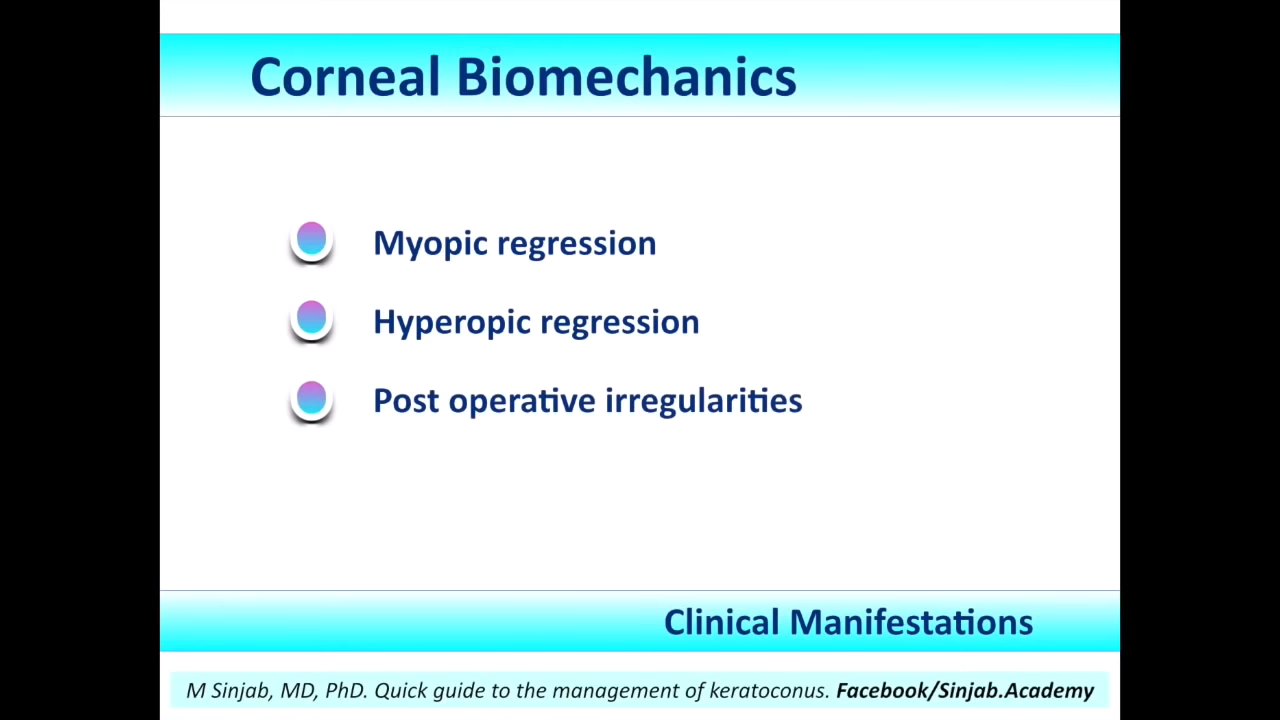 Corneal Biomechanics
Myopic regression
Hyperopic regression
Post operative irregularities
Clinical Manifestations
M Sinjab, MD, PhD. Quick guide to the management of keratoconus. Facebook/Sinjab.Academy